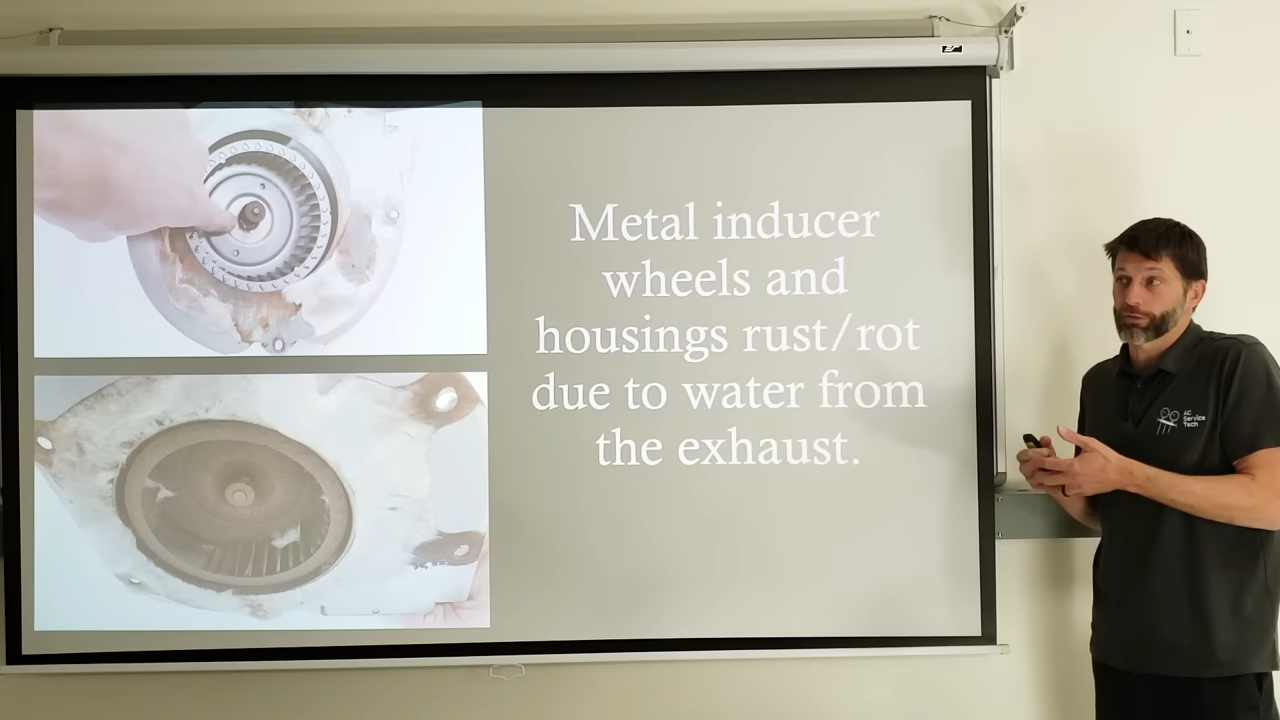 Metal inducer
wheels and
housings rust/rot
due to water from
the exhaust.
AC
Service
Tech